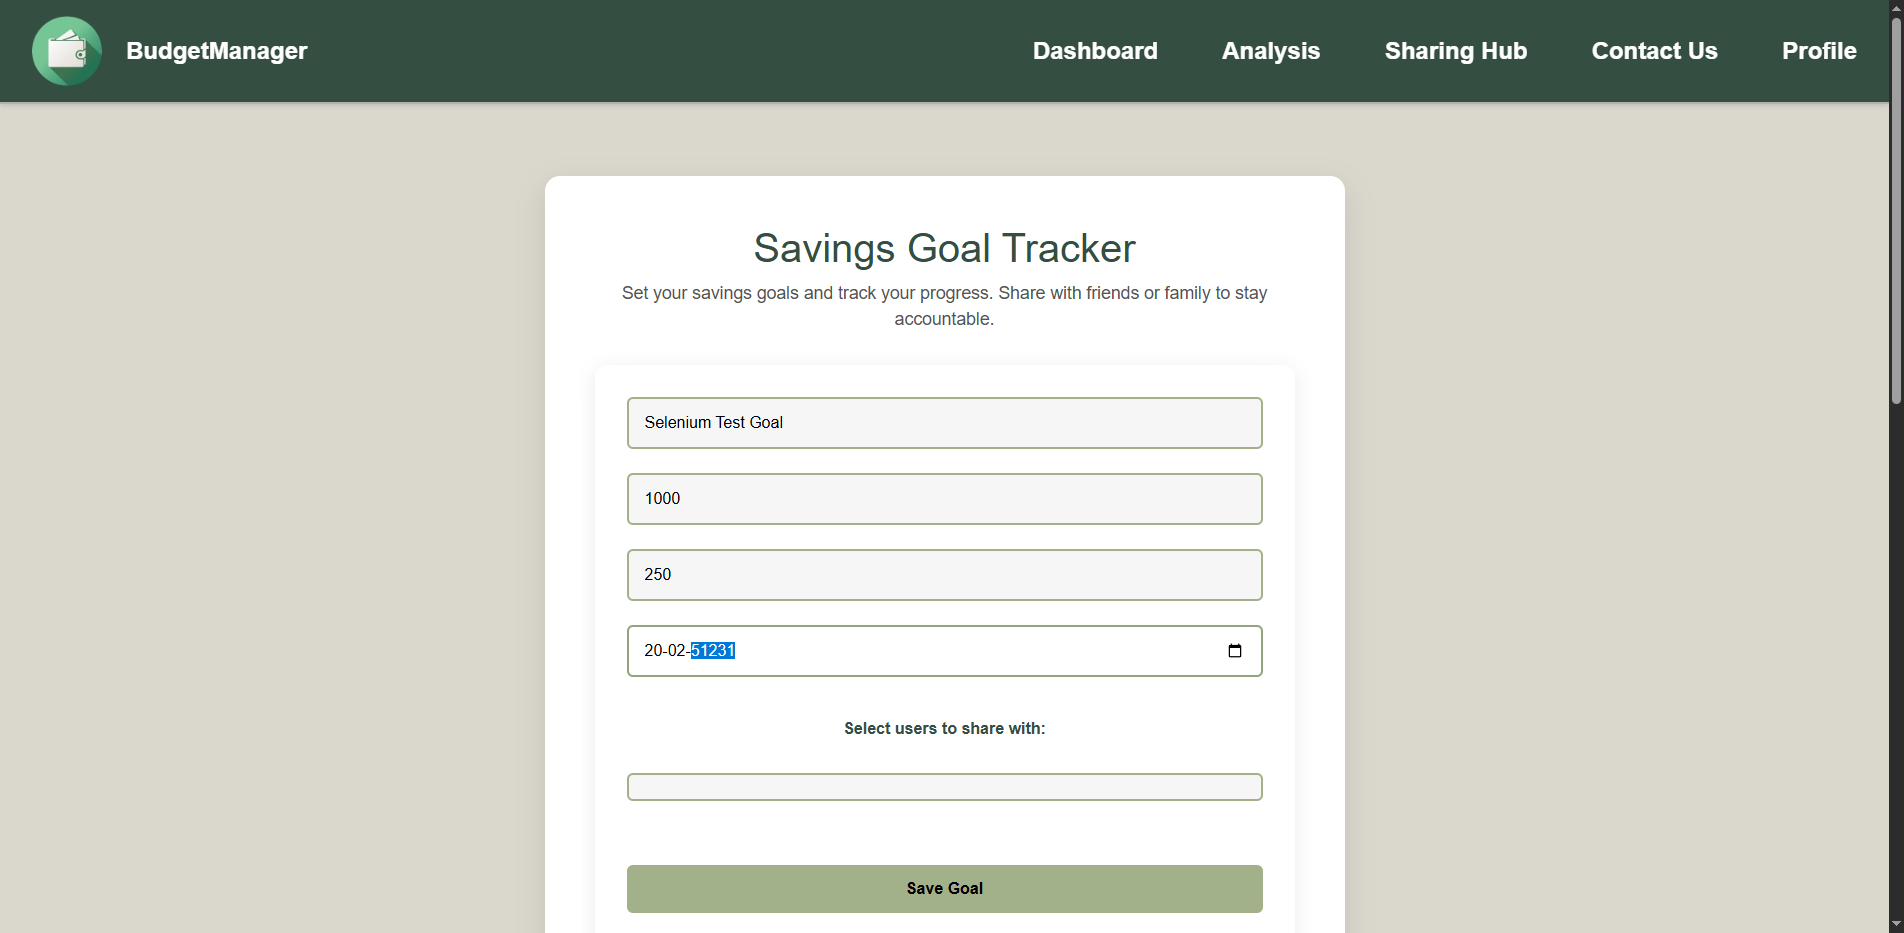 BudgetManager
Dashboard
Analysis
Sharing Hub
Contact Us
Profile
Savings Goal Tracker
Set your savings goals and track your progress. Share with friends or family to stay
accountable.
Selenium Test Goal
1000
250
20-02-51231
Select users to share with:
Save Goal